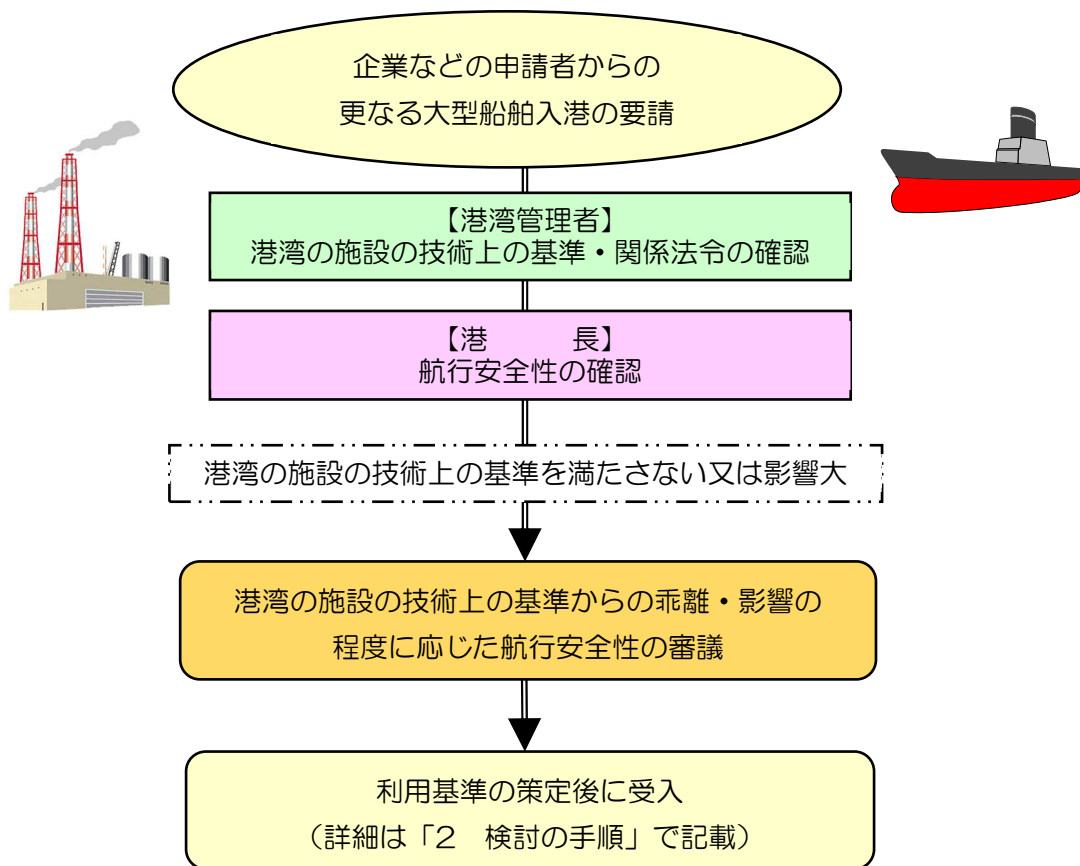 企業などの申請者からの
更なる大型船舶入港の要請
【港湾管理者】
港湾の施設の技術上の基準・関係法令の確認
【港　　　長】
航行安全性の確認
港湾の施設の技術上の基準を満たさない又は影響大
港湾の施設の技術上の基準からの乖離・影響の
程度に応じた航行安全性の審議
利用基準の策定後に受入
（詳細は「２　検討の手順」で記載）